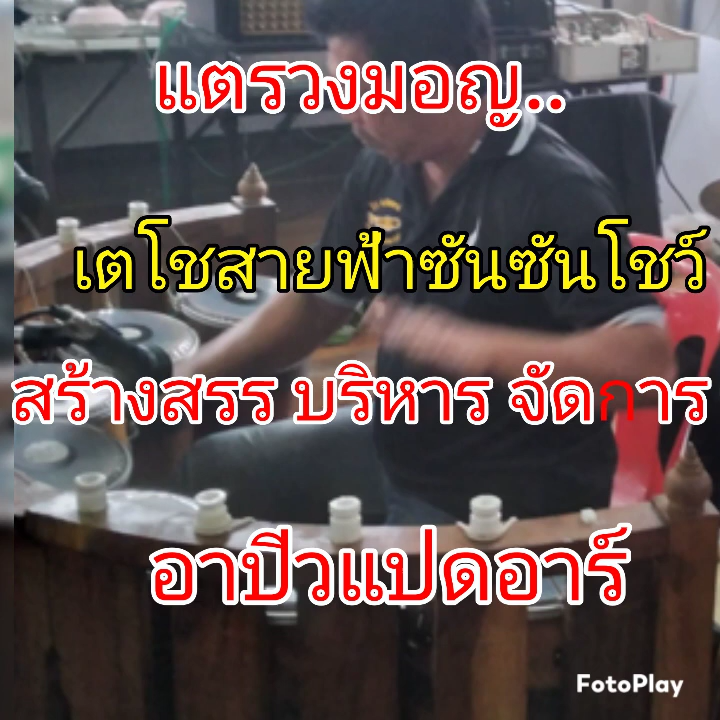 แตรวงมอญ..
เตโชสายฟ้าซันซันโชว์
สร้างสรร บริหาร จัดการ
อาปีวแปดอาร์
FotoPlay